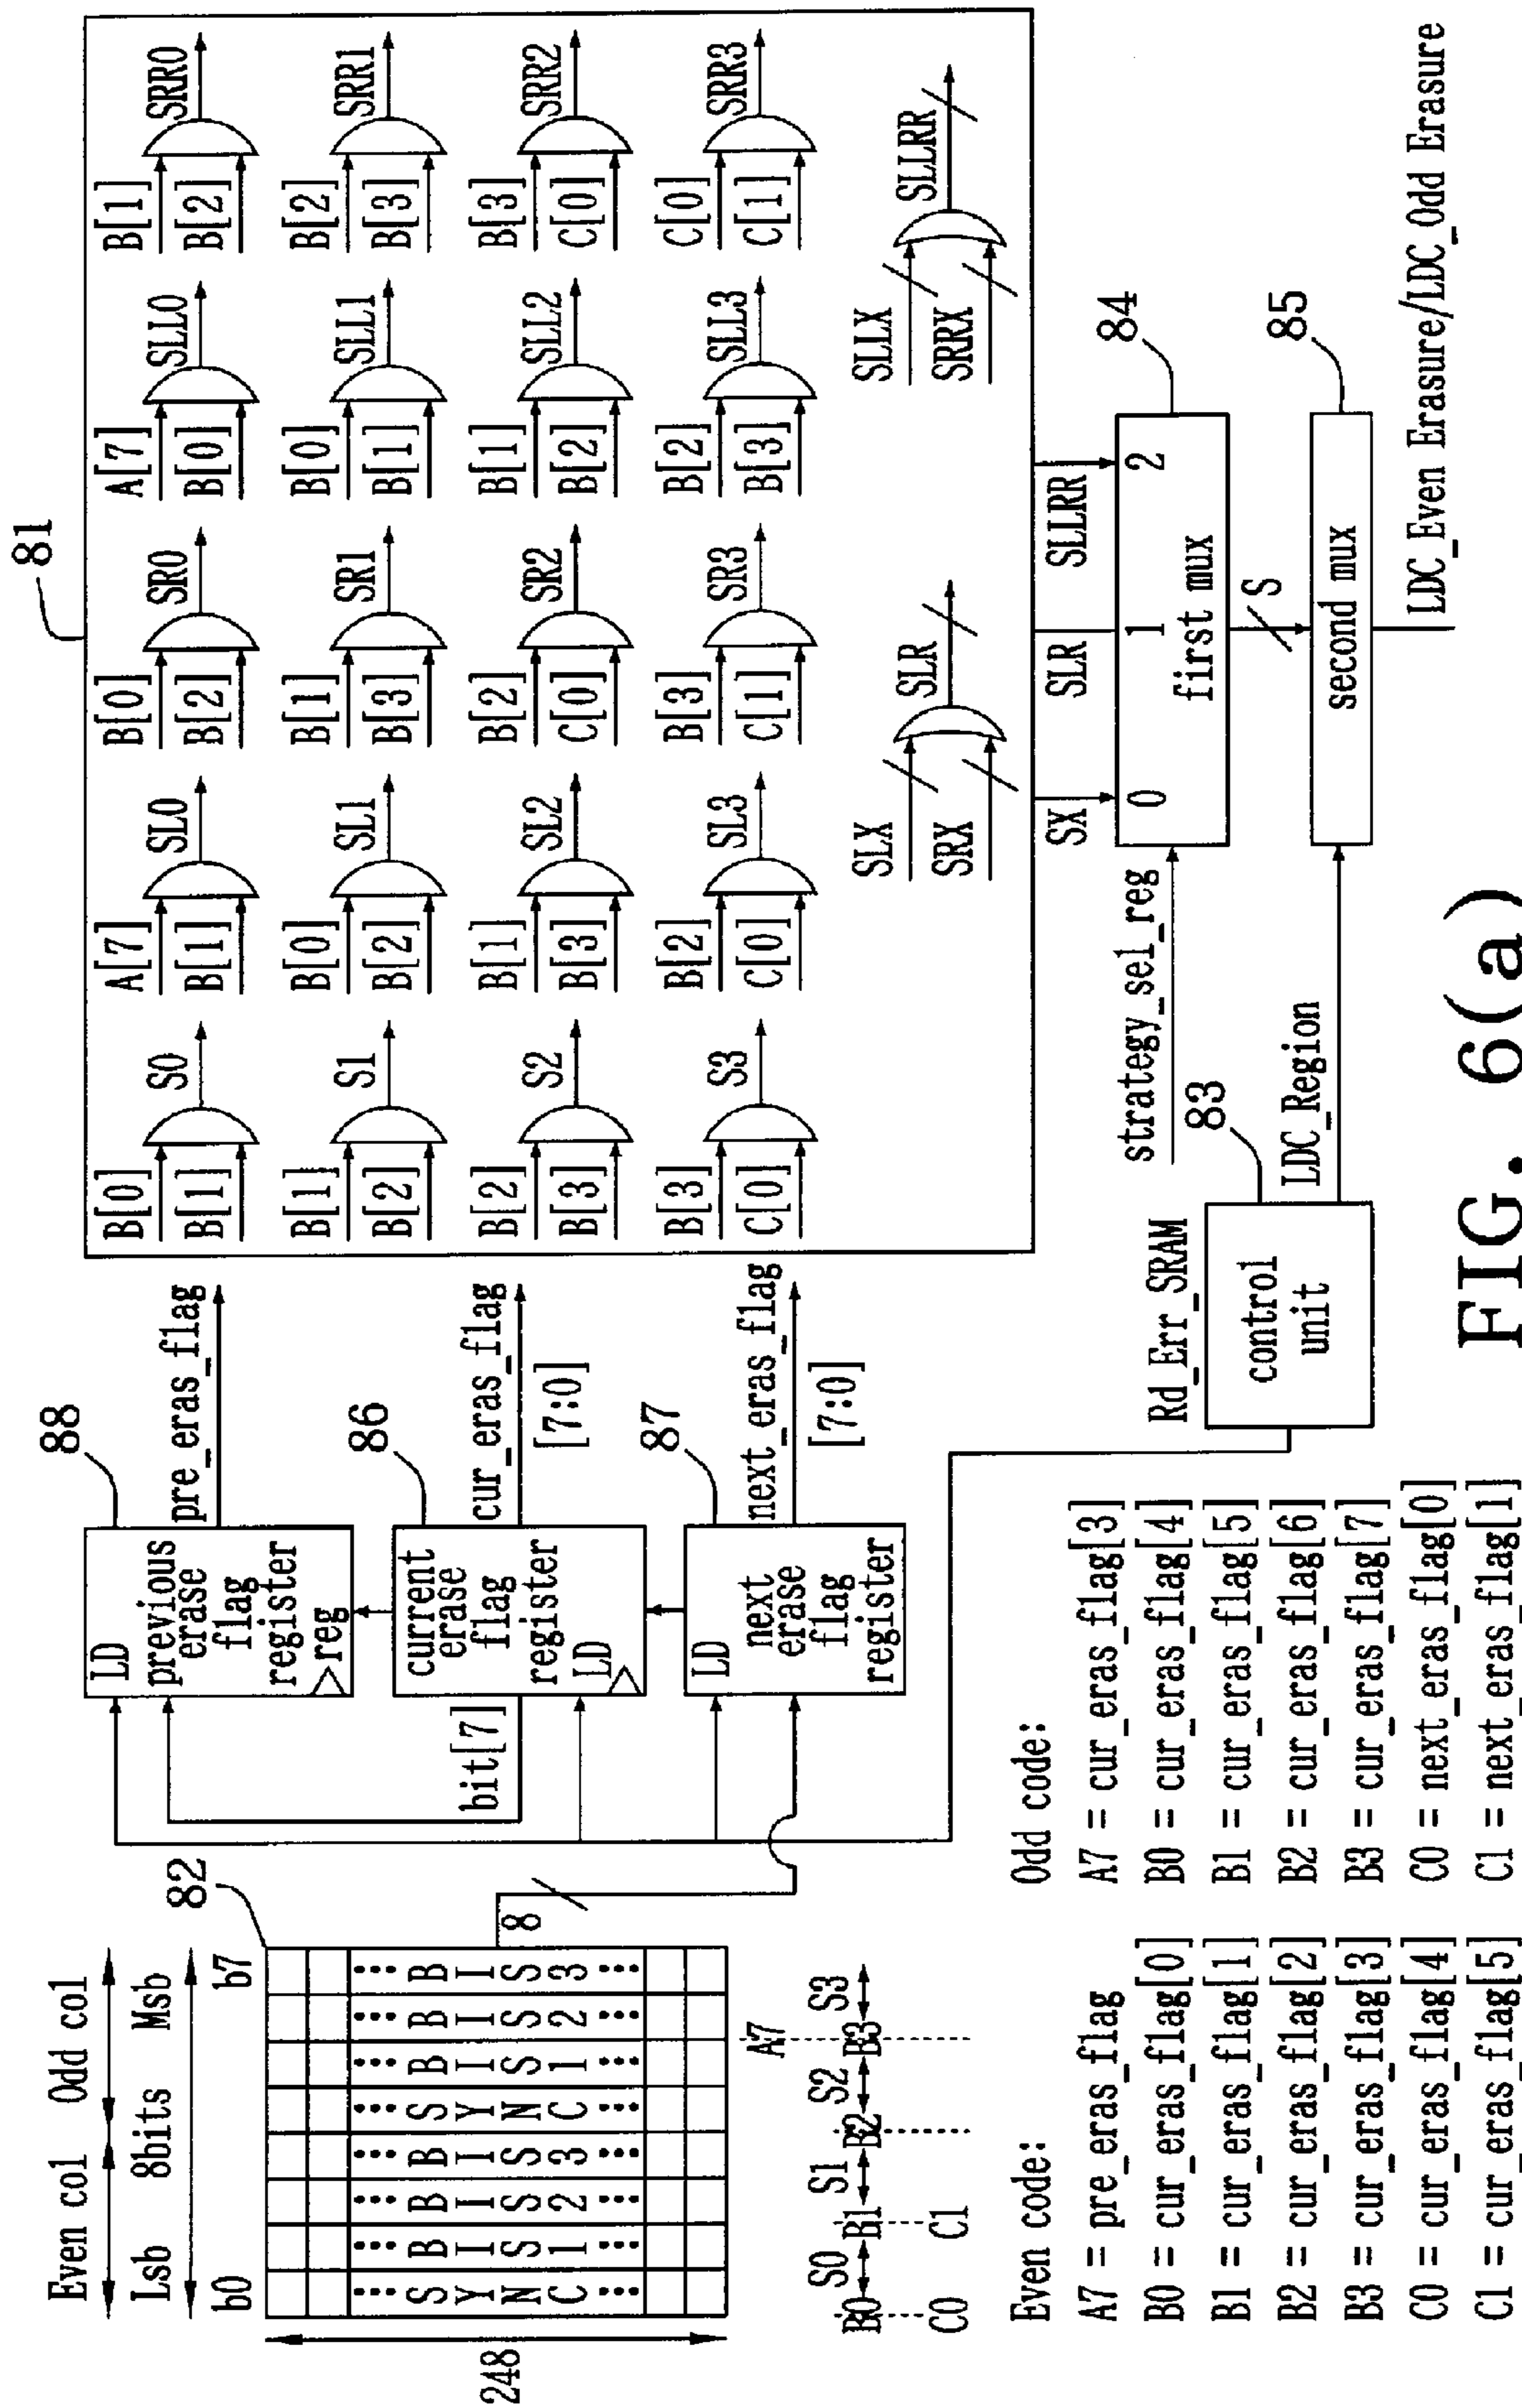 Even col
Odd col
Lsb
8bits
Msb
b0
b7
82
248
SYNC
BIS1
BIS2
BIS3
SYNC
BIS1
BIS2
BIS3
8
B0
S0
B1
S1
B2
S2
B3
S3
A7
C0
C1
Even code:
A7 = pre_eras_flag
B0 = cur_eras_flag[0]
B1 = cur_eras_flag[1]
B2 = cur_eras_flag[2]
B3 = cur_eras_flag[3]
C0 = cur_eras_flag[4]
C1 = cur_eras_flag[5]
Odd code:
A7 = cur_eras_flag[3]
B0 = cur_eras_flag[4]
B1 = cur_eras_flag[5]
B2 = cur_eras_flag[6]
B3 = cur_eras_flag[7]
C0 = next_eras_flag[0]
C1 = next_eras_flag[1]
LD
previous
erase
flag
register
reg
88
pre_eras_flag
bit[7]
current
erase
flag
register
LD
86
cur_eras_flag
[7:0]
LD
next
erase
flag
register
87
next_eras_flag
[7:0]
Rd_Err_SRAM
83
control
unit
LDC_Region
strategy_sel_reg
81
B[0]
B[1]
S0
A[7]
B[1]
SL0
B[0]
B[2]
SR0
A[7]
B[0]
SLL0
B[1]
B[2]
SRR0
B[1]
B[2]
S1
B[0]
B[2]
SL1
B[1]
B[3]
SR1
B[0]
B[1]
SLL1
B[2]
B[3]
SRR1
B[2]
B[3]
S2
B[1]
B[3]
SL2
B[2]
C[0]
SR2
B[1]
B[2]
SLL2
B[3]
C[0]
SRR2
B[3]
C[0]
S3
B[2]
C[0]
SL3
B[3]
C[1]
SR3
B[2]
B[3]
SLL3
C[0]
C[1]
SRR3
SLX
SRX
SLR
SLLX
SRRX
SLLRR
SX
SLR
SLLRR
0
1
2
first mux
84
S
second mux
85
LDC_Even Erasure/LDC_Odd Erasure
FIG. 6(a)